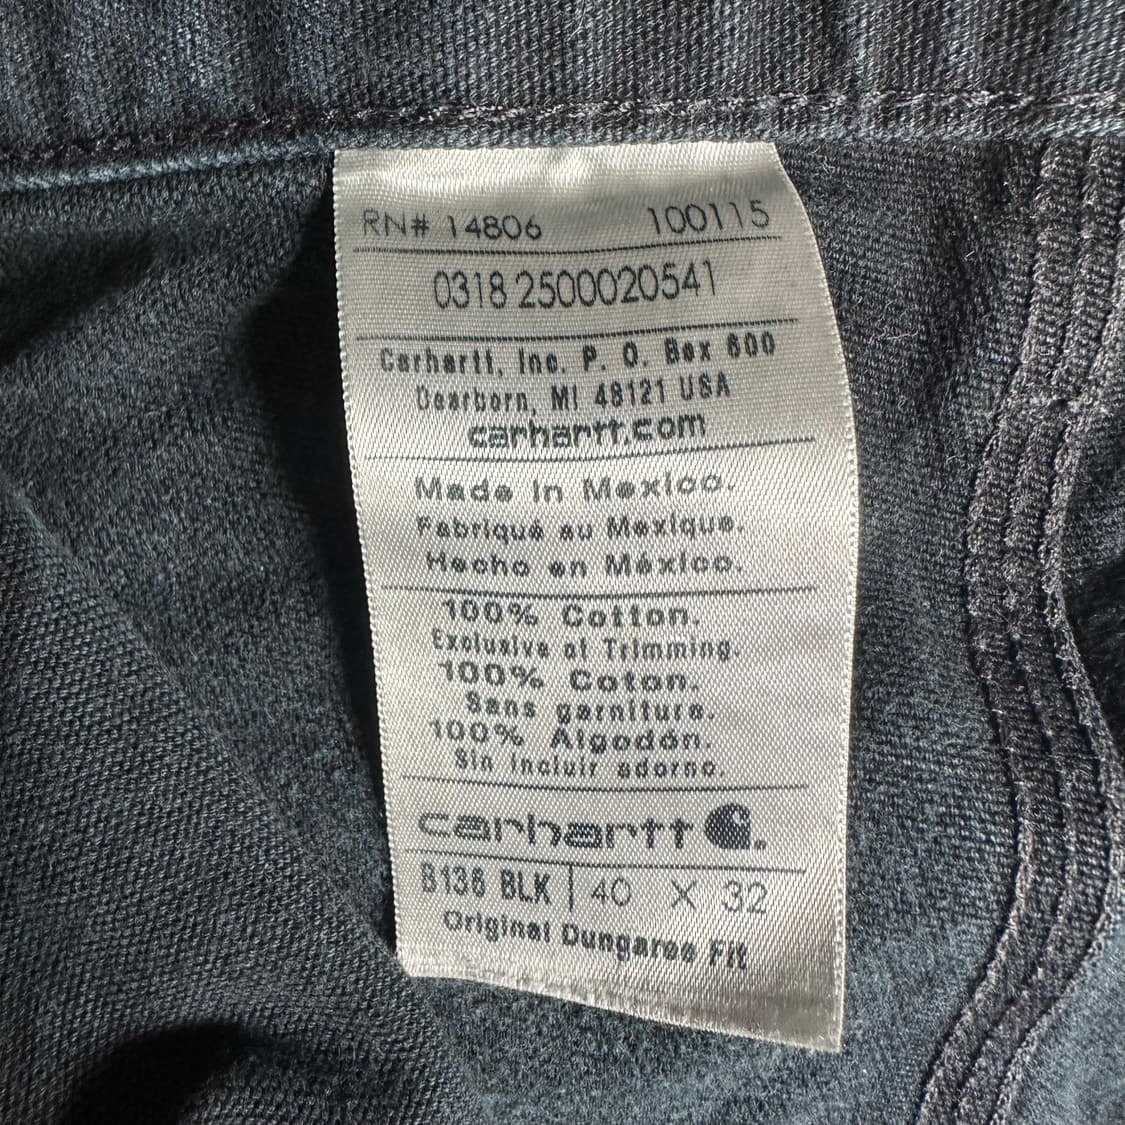 RN# 14806 100115
0318 2500020541
Carhartt, Inc. P. O. Box 600
Dearborn, MI 48121 USA
carhartt.com
Made In Mexico.
Fabriqué au Mexique.
Hecho en México.
100% Cotton.
Exclusive of Trimming.
100% Coton.
Sans garniture.
100% Algodón.
Sin incluir adorno.
carhartt
B136 BLK | 40 X 32
Original Dungaree Fit